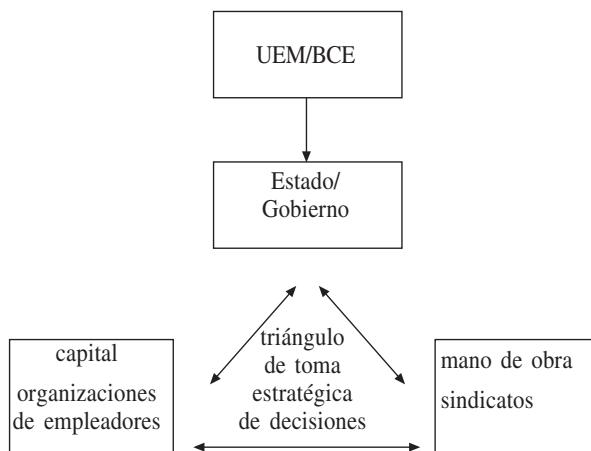 UEM/BCE
Estado/
Gobierno
capital
organizaciones
de empleadores
triángulo
de toma
estratégica
de decisiones
mano de obra
sindicatos